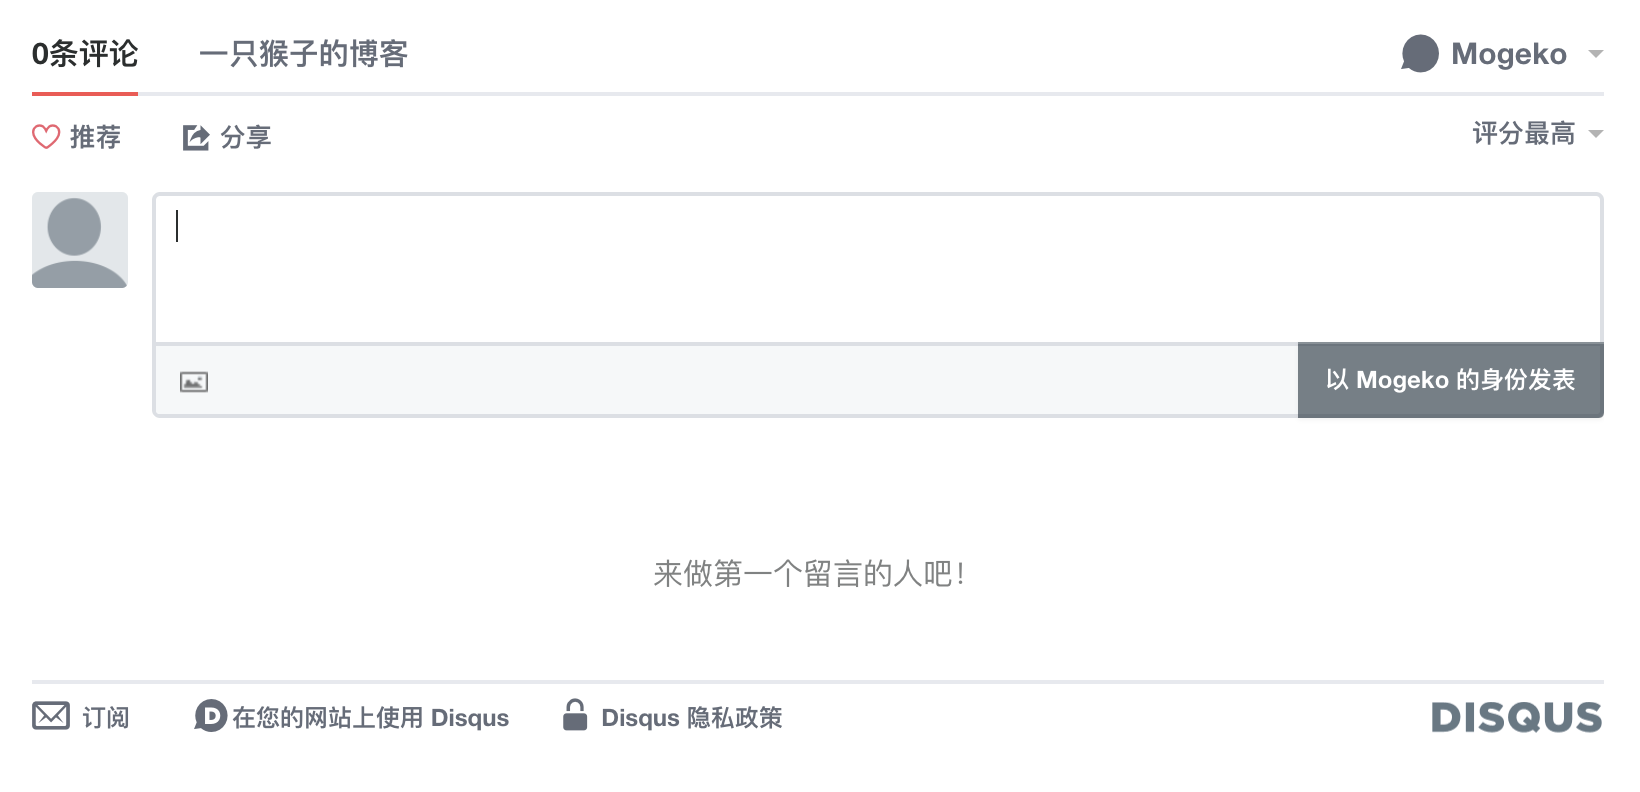 0条评论 一只猴子的博客 Mogeko
推荐 分享 评分最高
以 Mogeko 的身份发表
来做第一个留言的人吧！
订阅 D在您的网站上使用 Disqus Disqus 隐私政策 DISQUS